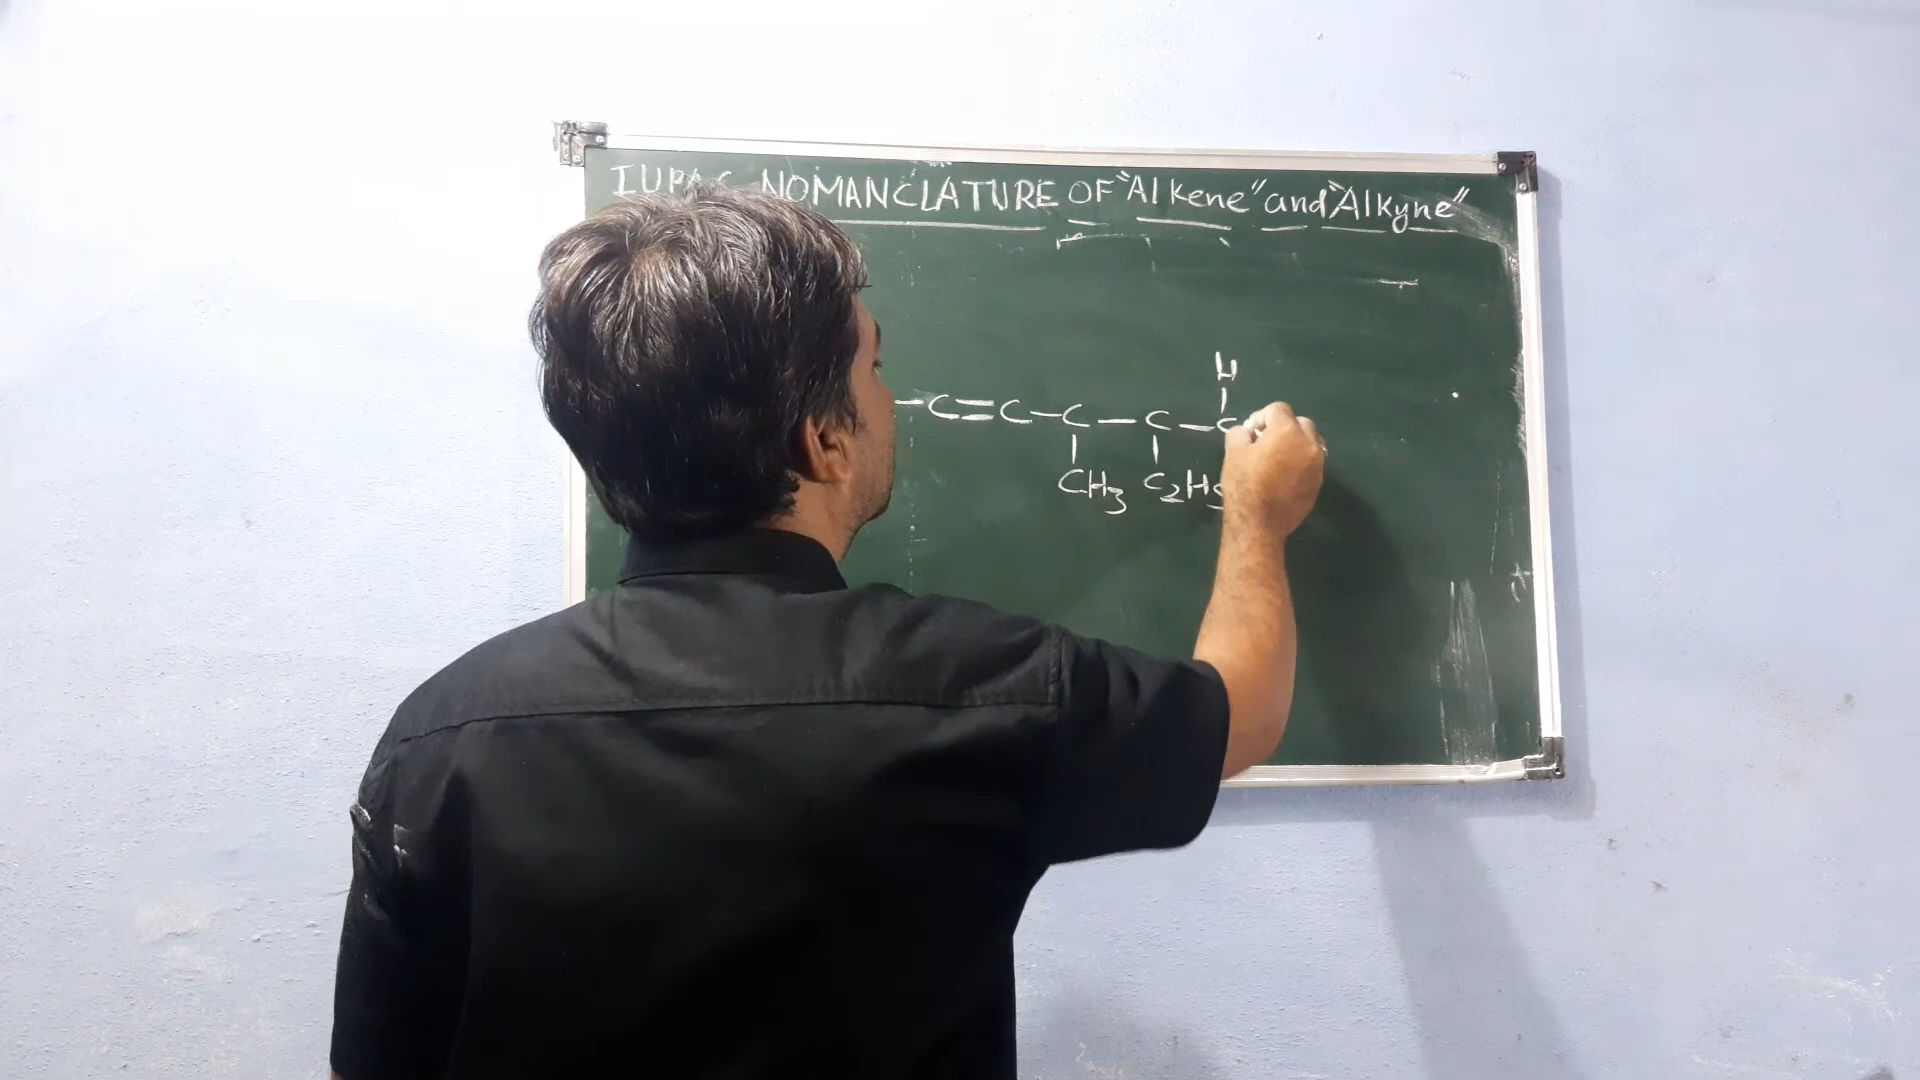 NOMANCLATURE OF "Alkene" and "Alkyne"
H
-C=C-C-C-C
CH3 C2H5